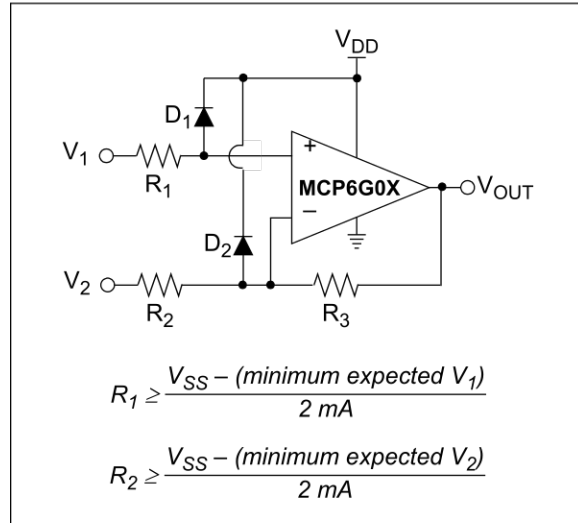 V_DD
D_1
V_1
R_1
+
MCP6G0X
−
V_OUT
D_2
V_2
R_2
R_3
R_1 ≥ V_SS – (minimum expected V_1)
2 mA
R_2 ≥ V_SS – (minimum expected V_2)
2 mA